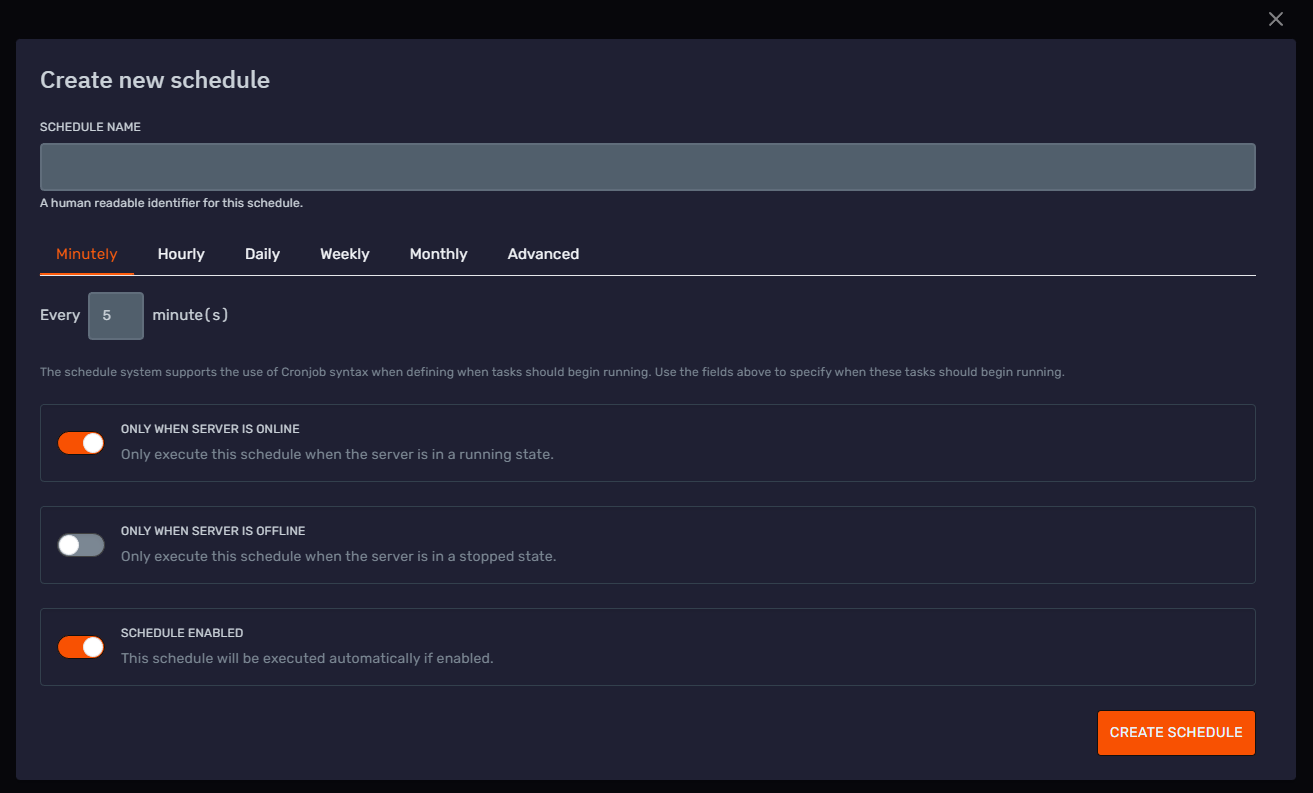 Create new schedule
SCHEDULE NAME
A human readable identifier for this schedule.
Minutely Hourly Daily Weekly Monthly Advanced
Every 5 minute(s)
The schedule system supports the use of Cronjob syntax when defining when tasks should begin running. Use the fields above to specify when these tasks should begin running.
ONLY WHEN SERVER IS ONLINE
Only execute this schedule when the server is in a running state.
ONLY WHEN SERVER IS OFFLINE
Only execute this schedule when the server is in a stopped state.
SCHEDULE ENABLED
This schedule will be executed automatically if enabled.
CREATE SCHEDULE